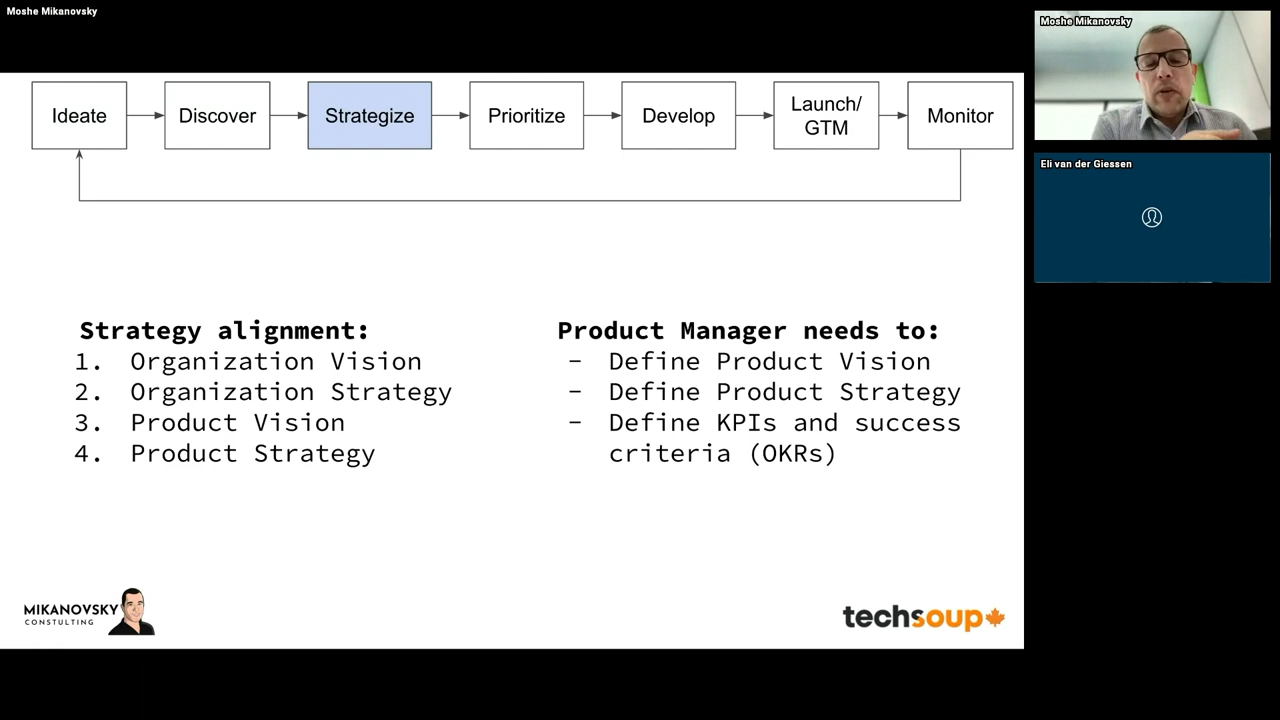 Moshe Mikanovsky
Moshe Mikanovsky
Eli van der Giessen
Ideate
Discover
Strategize
Prioritize
Develop
Launch/
GTM
Monitor
Strategy alignment:
1. Organization Vision
2. Organization Strategy
3. Product Vision
4. Product Strategy
Product Manager needs to:
- Define Product Vision
- Define Product Strategy
- Define KPIs and success
criteria (OKRs)
MIKANOVSKY
CONSTULTING
techsoup